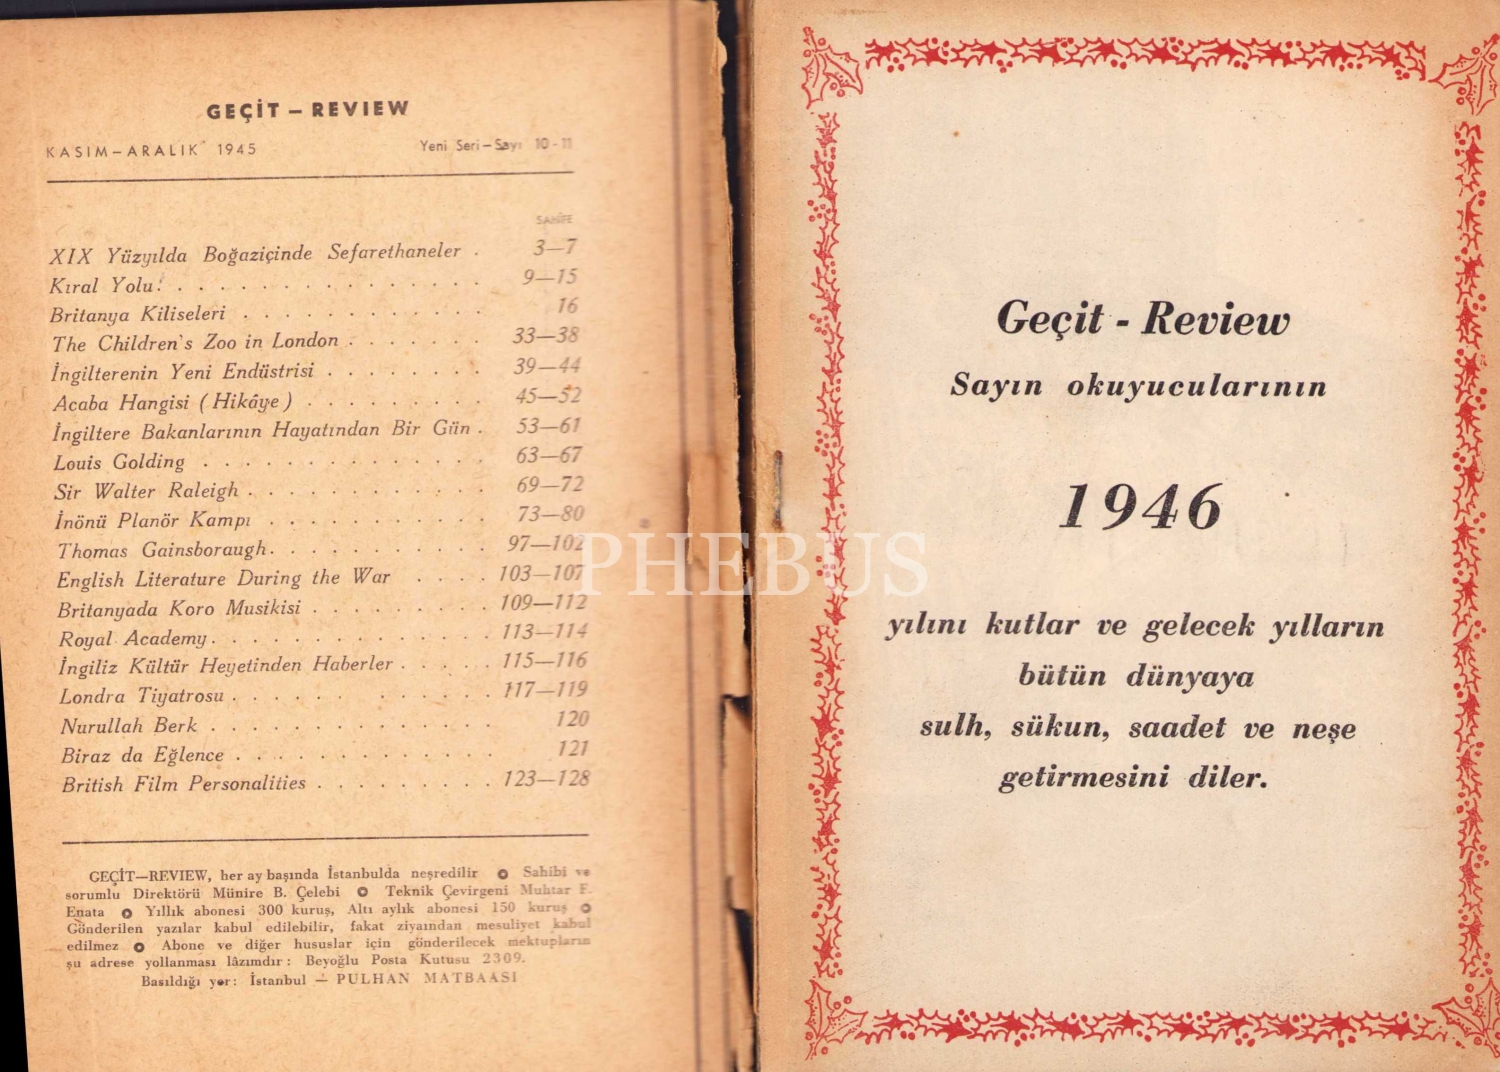 GEÇİT – REVIEW
KASIM – ARALIK 1945 Yeni Seri – Sayı 10 - 11
SAHİFE
XIX Yüzyılda Boğaziçinde Sefarethaneler . 3—7
Kıral Yolu. . . . . . . . . . . . . 9—15
Britanya Kiliseleri . . . . . . . . . 16
The Children's Zoo in London . . . . . . . 33—38
İngilterenin Yeni Endüstrisi . . . . . . . . 39—44
Acaba Hangisi ( Hikâye ) . . . . . . . . . 45—52
İngiltere Bakanlarının Hayatından Bir Gün . 53—61
Louis Golding . . . . . . . . . . . 63—67
Sir Walter Raleigh . . . . . . . . . . 69—72
İnönü Planör Kampı . . . . . . . . . 73—80
Thomas Gainsboraugh. . . . . . . . . 97—102
English Literature During the War . . . . 103—107
Britanyada Koro Musikisi . . . . . . . . . 109—112
Royal Academy. . . . . . . . . . . . 113—114
İngiliz Kültür Heyetinden Haberler . . . . . 115—116
Londra Tiyatrosu . . . . . . . . . . . 117—119
Nurullah Berk . . . . . . . . . . . 120
Biraz da Eğlence . . . . . . . . . . 121
British Film Personalities . . . . . . . . . 123—128
GEÇİT—REVIEW, her ay başında İstanbulda neşredilir o Sahibi ve
sorumlu Direktörü Münire B. Çelebi o Teknik Çevirgeni Muhtar F.
Enata o Yıllık abonesi 300 kuruş, Altı aylık abonesi 150 kuruş o
Gönderilen yazılar kabul edilebilir, fakat ziyaından mesuliyet kabul
edilmez o Abone ve diğer hususlar için gönderilecek mektupların
şu adrese yollanması lâzımdır : Beyoğlu Posta Kutusu 2309.
Basıldığı yer : İstanbul — PULHAN MATBAASI
Geçit - Review
Sayın okuyucularının
1946
yılını kutlar ve gelecek yılların
bütün dünyaya
sulh, sükun, saadet ve neşe
getirmesini diler.
PHEBUS